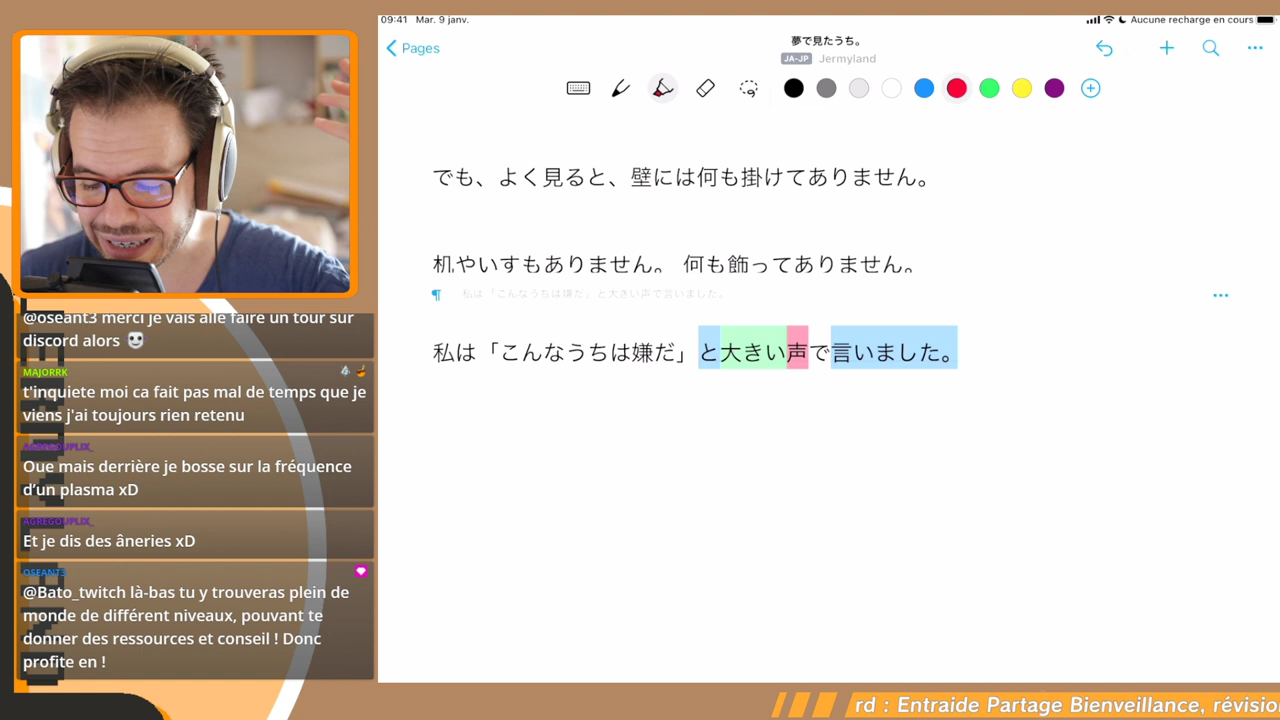 09:41 Mar. 9 janv.
Aucune recharge en cours
Pages
夢で見たうち。
JA-JP Jermyland
でも、よく見ると、壁には何も掛けてありません。
机やいすもありません。 何も飾ってありません。
¶ 私は「こんなうちは嫌だ」と大きい声で言いました。
私は「こんなうちは嫌だ」と大きい声で言いました。
@oseant3 merci je vais alle faire un tour sur
discord alors
MAJORRK
t'inquiete moi ca fait pas mal de temps que je
viens j'ai toujours rien retenu
AGREGOUPLIX_
Oue mais derrière je bosse sur la fréquence
d'un plasma xD
AGREGOUPLIX_
Et je dis des âneries xD
OSEANT3
@Bato_twitch là-bas tu y trouveras plein de
monde de différent niveaux, pouvant te
donner des ressources et conseil ! Donc
profite en !
rd : Entraide Partage Bienveillance, révisio